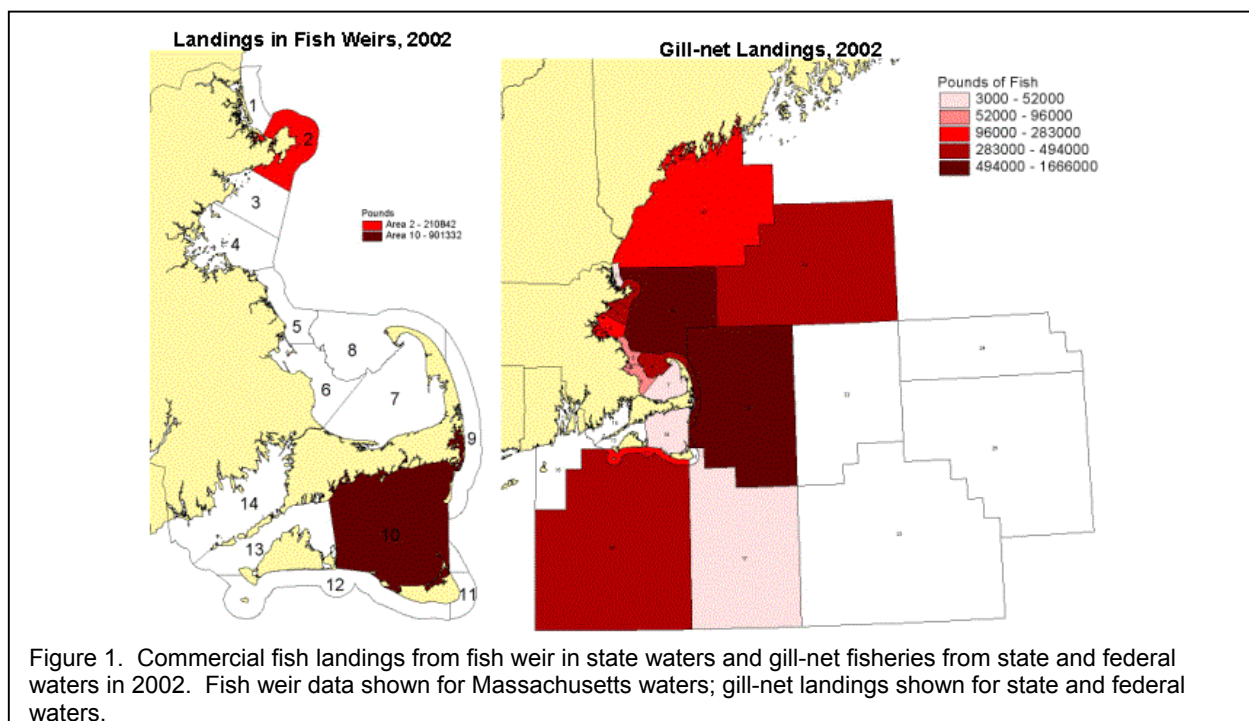 Landings in Fish Weirs, 2002
1
2
3
4
5
8
6
7
9
14
10
13
12
11
Pounds
Area 2 - 210842
Area 10 - 901332
Gill-net Landings, 2002
Pounds of Fish
3000 - 52000
52000 - 96000
96000 - 283000
283000 - 494000
494000 - 1666000
Figure 1. Commercial fish landings from fish weir in state waters and gill-net fisheries from state and federal
waters in 2002. Fish weir data shown for Massachusetts waters; gill-net landings shown for state and federal
waters.